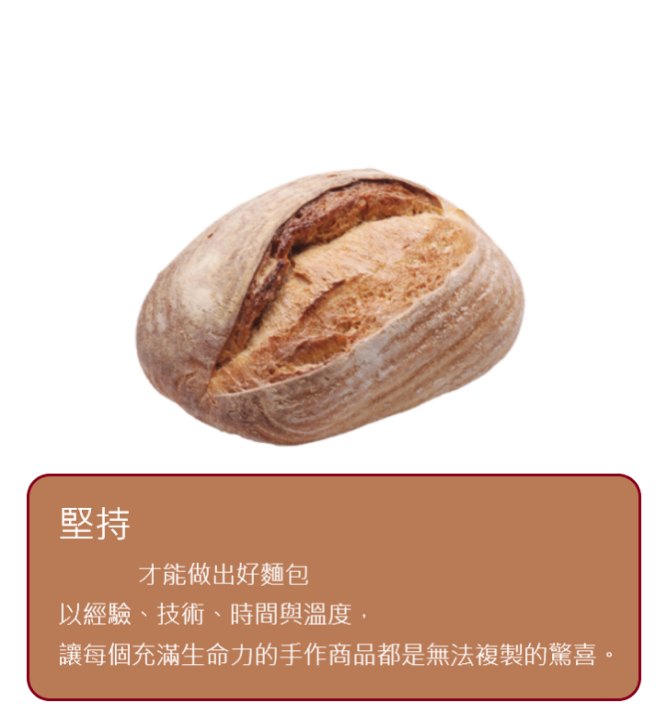 堅持
才能做出好麵包
以經驗、技術、時間與溫度，
讓每個充滿生命力的手作商品都是無法複製的驚喜。